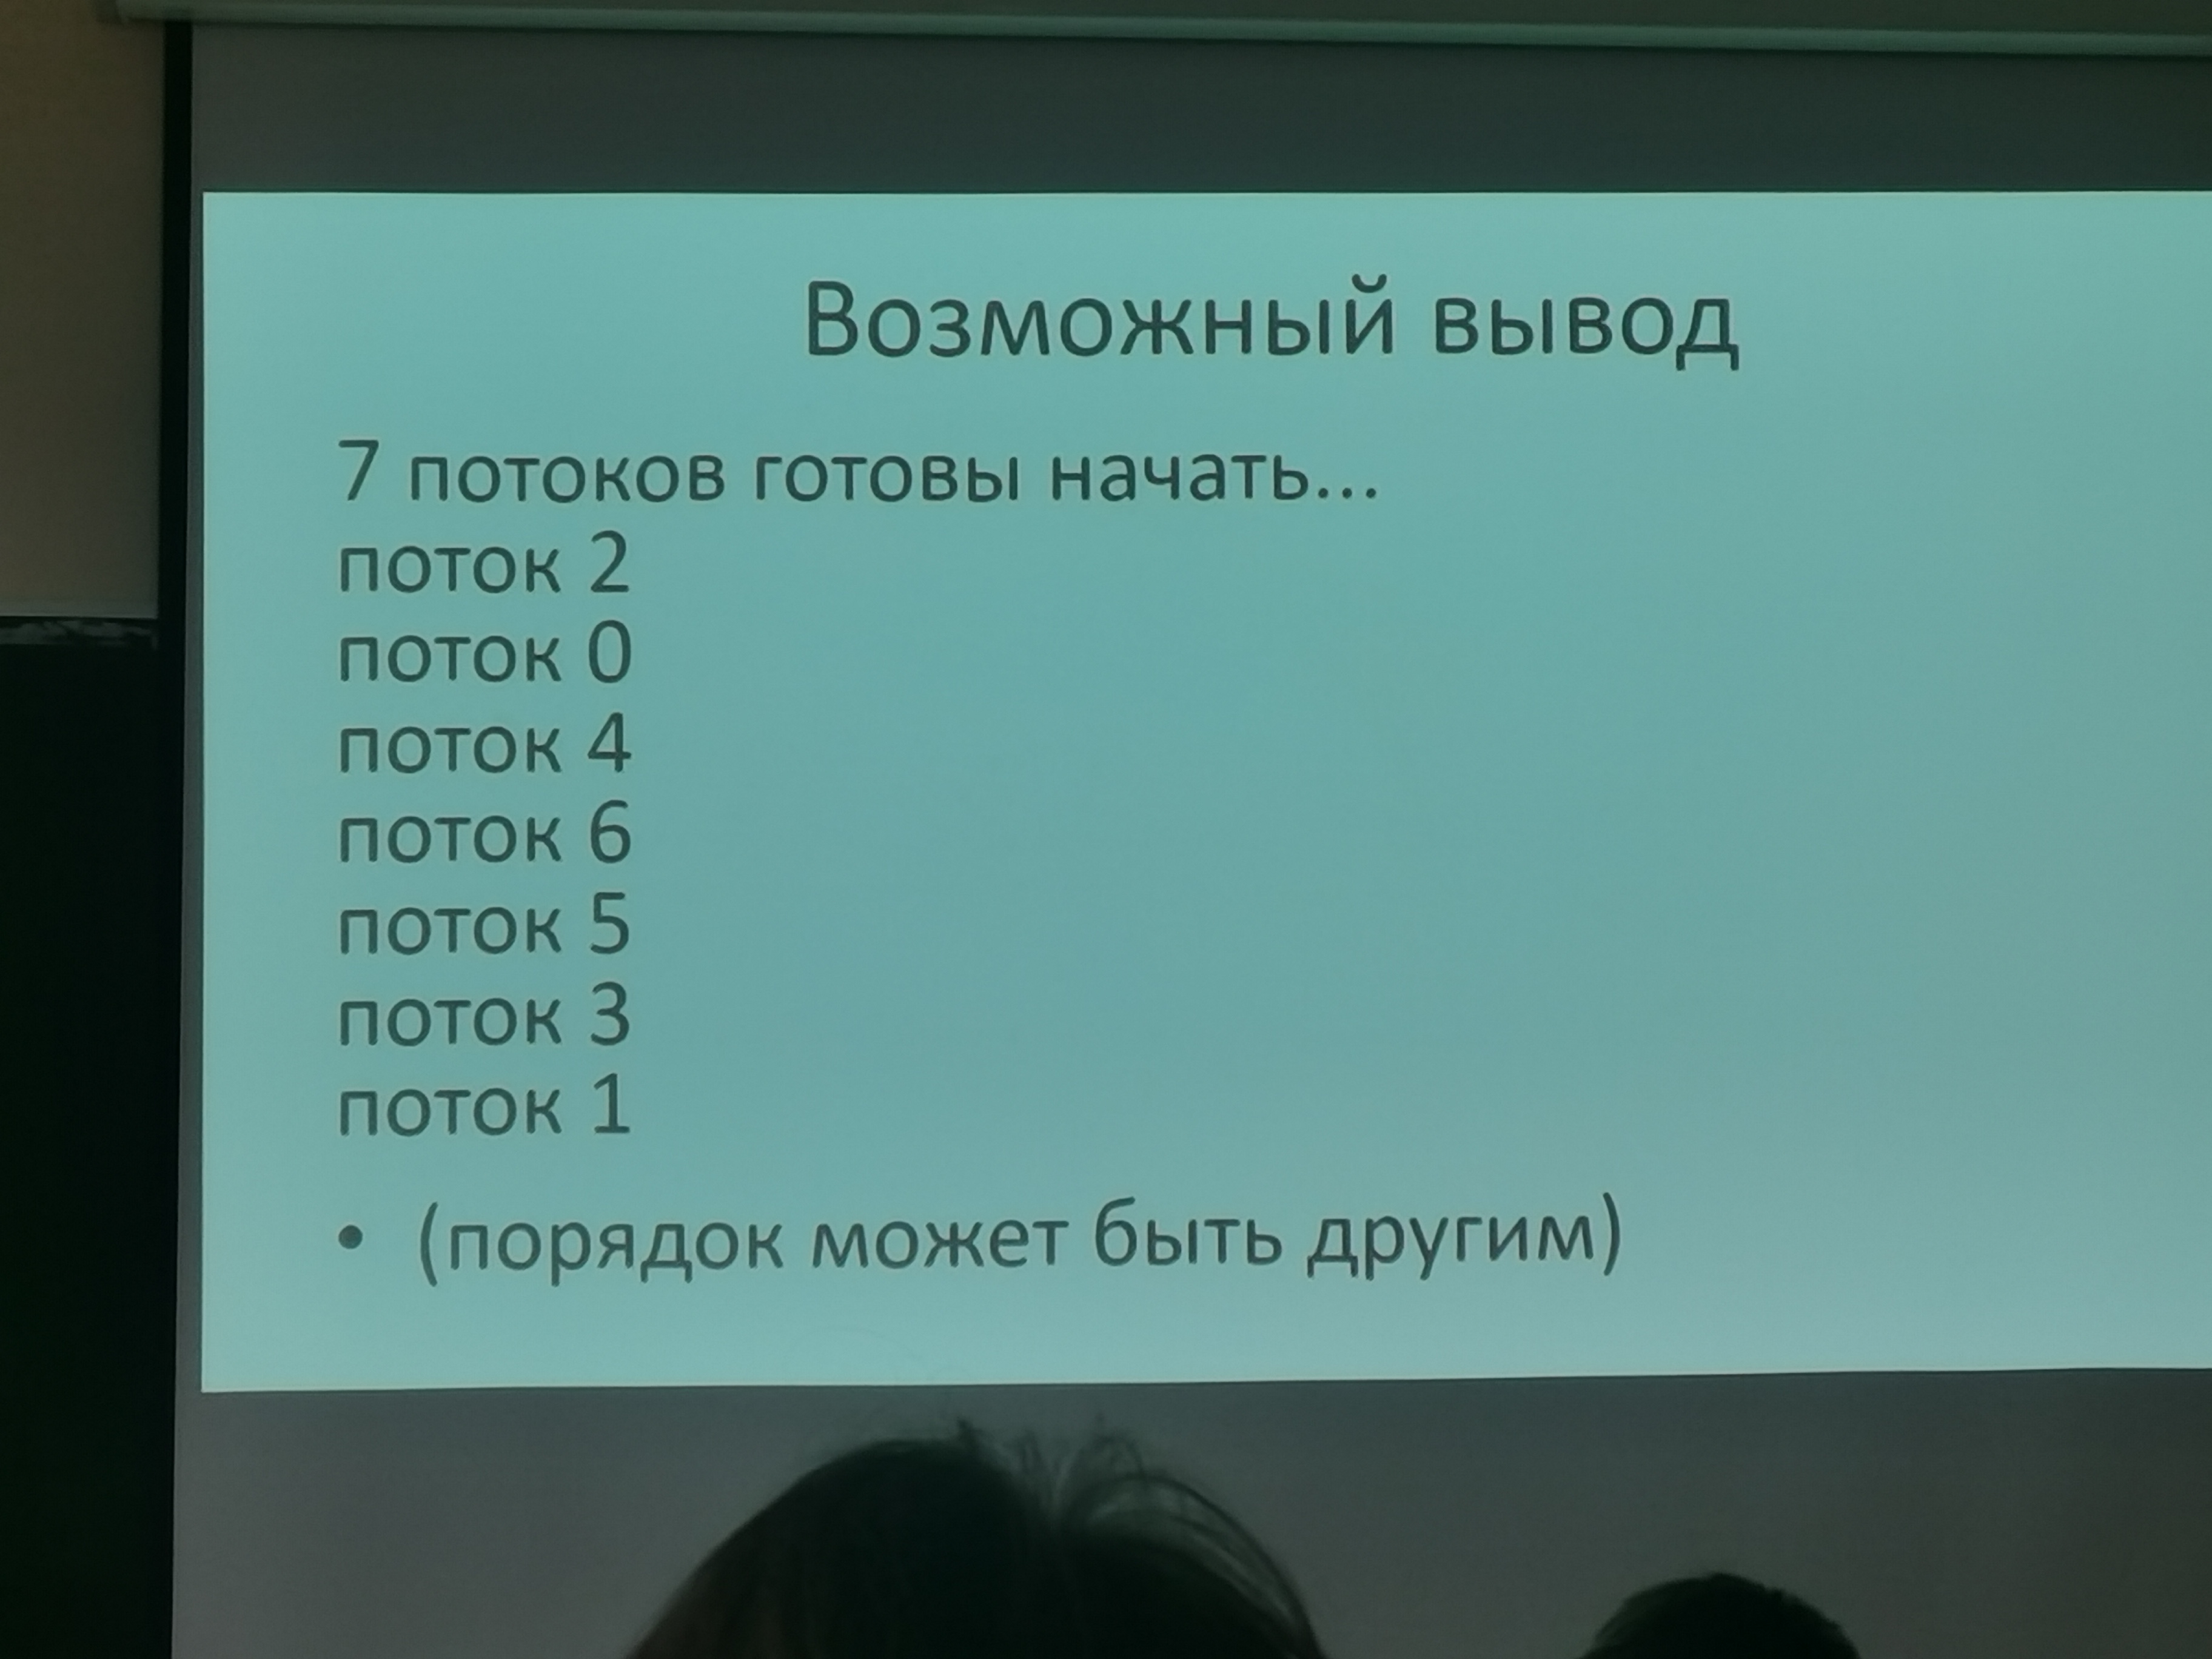 Возможный вывод
7 потоков готовы начать...
поток 2
поток 0
поток 4
поток 6
поток 5
поток 3
поток 1
• (порядок может быть другим)